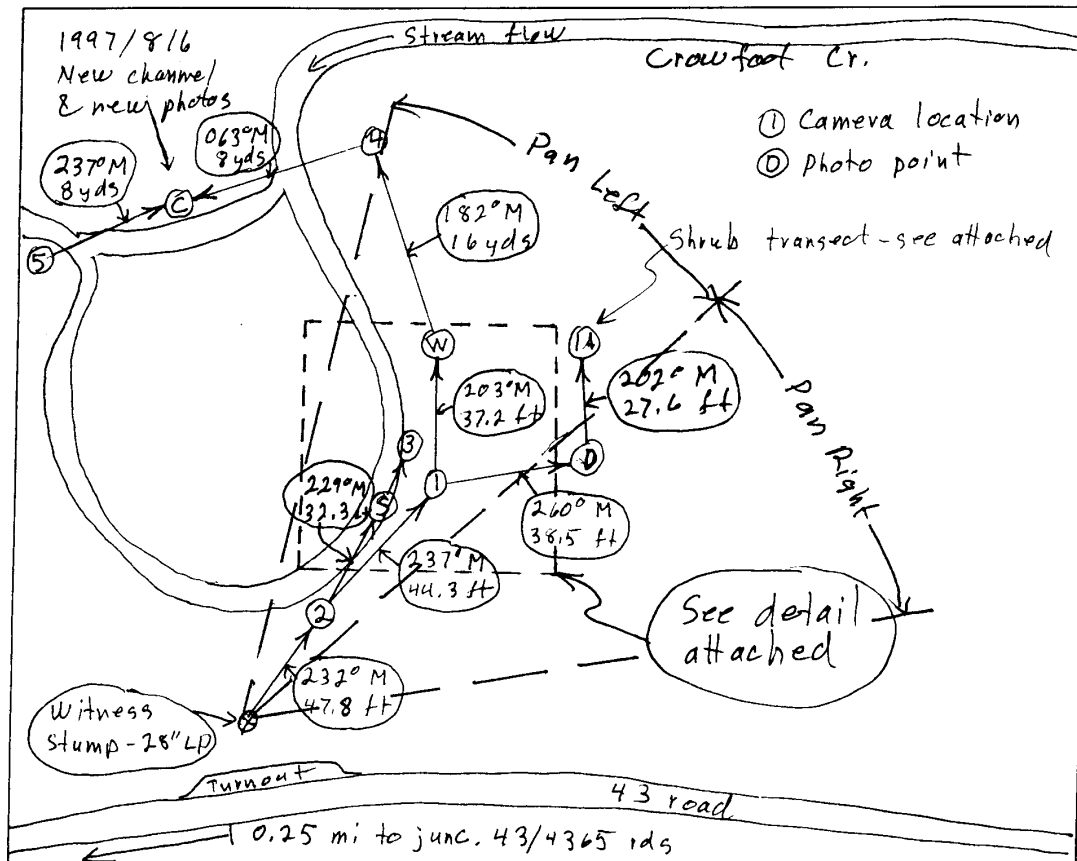 1997/8/6
New channel
& new photos
Stream flow
Crowfoot Cr.
① Camera location
Ⓓ Photo point
063°M
8yds
237°M
8yds
4
C
5
Pan Left
182°M
16yds
Shrub transect-see attached
W
1A
203°M
37.2 ft
202° M
27.6 ft
Pan Right
3
1
D
229°M
32.3 ft
S
260° M
38.5 ft
237° M
44.3 ft
2
See detail
attached
232° M
47.8 ft
Witness
Stump-28" LP
Turnout
43 road
0.25 mi to junc. 43/4365 rds